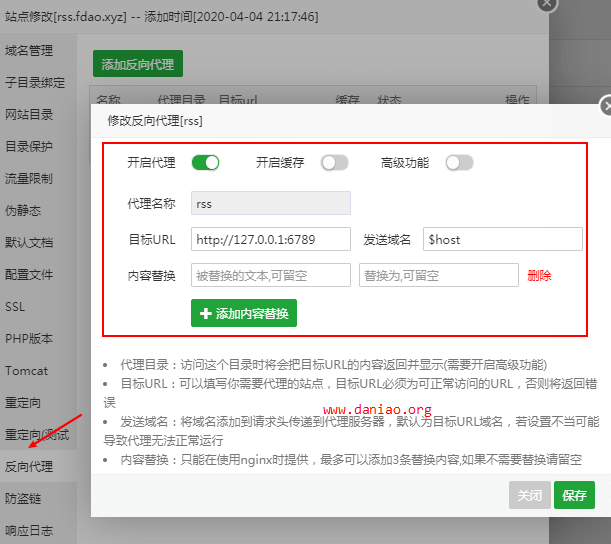 站点修改[rss.fdao.xyz] -- 添加时间[2020-04-04 21:17:46]
域名管理
子目录绑定
网站目录
目录保护
流量限制
伪静态
默认文档
配置文件
SSL
PHP版本
Tomcat
重定向
重定向(测试
反向代理
防盗链
响应日志
添加反向代理
名称 代理目录 目标url 缓存 状态 操作
修改反向代理[rss]
开启代理 开启缓存 高级功能
代理名称 rss
目标URL http://127.0.0.1:6789 发送域名 $host
内容替换 被替换的文本,可留空 替换为,可留空 删除
添加内容替换
代理目录：访问这个目录时将会把目标URL的内容返回并显示(需要开启高级功能)
目标URL：可以填写你需要代理的站点，目标URL必须为可正常访问的URL，否则将返回错
误
www.daniao.org
发送域名：将域名添加到请求头传递到代理服务器，默认为目标URL域名，若设置不当可能
导致代理无法正常运行
内容替换：只能在使用nginx时提供，最多可以添加3条替换内容,如果不需要替换请留空
关闭 保存